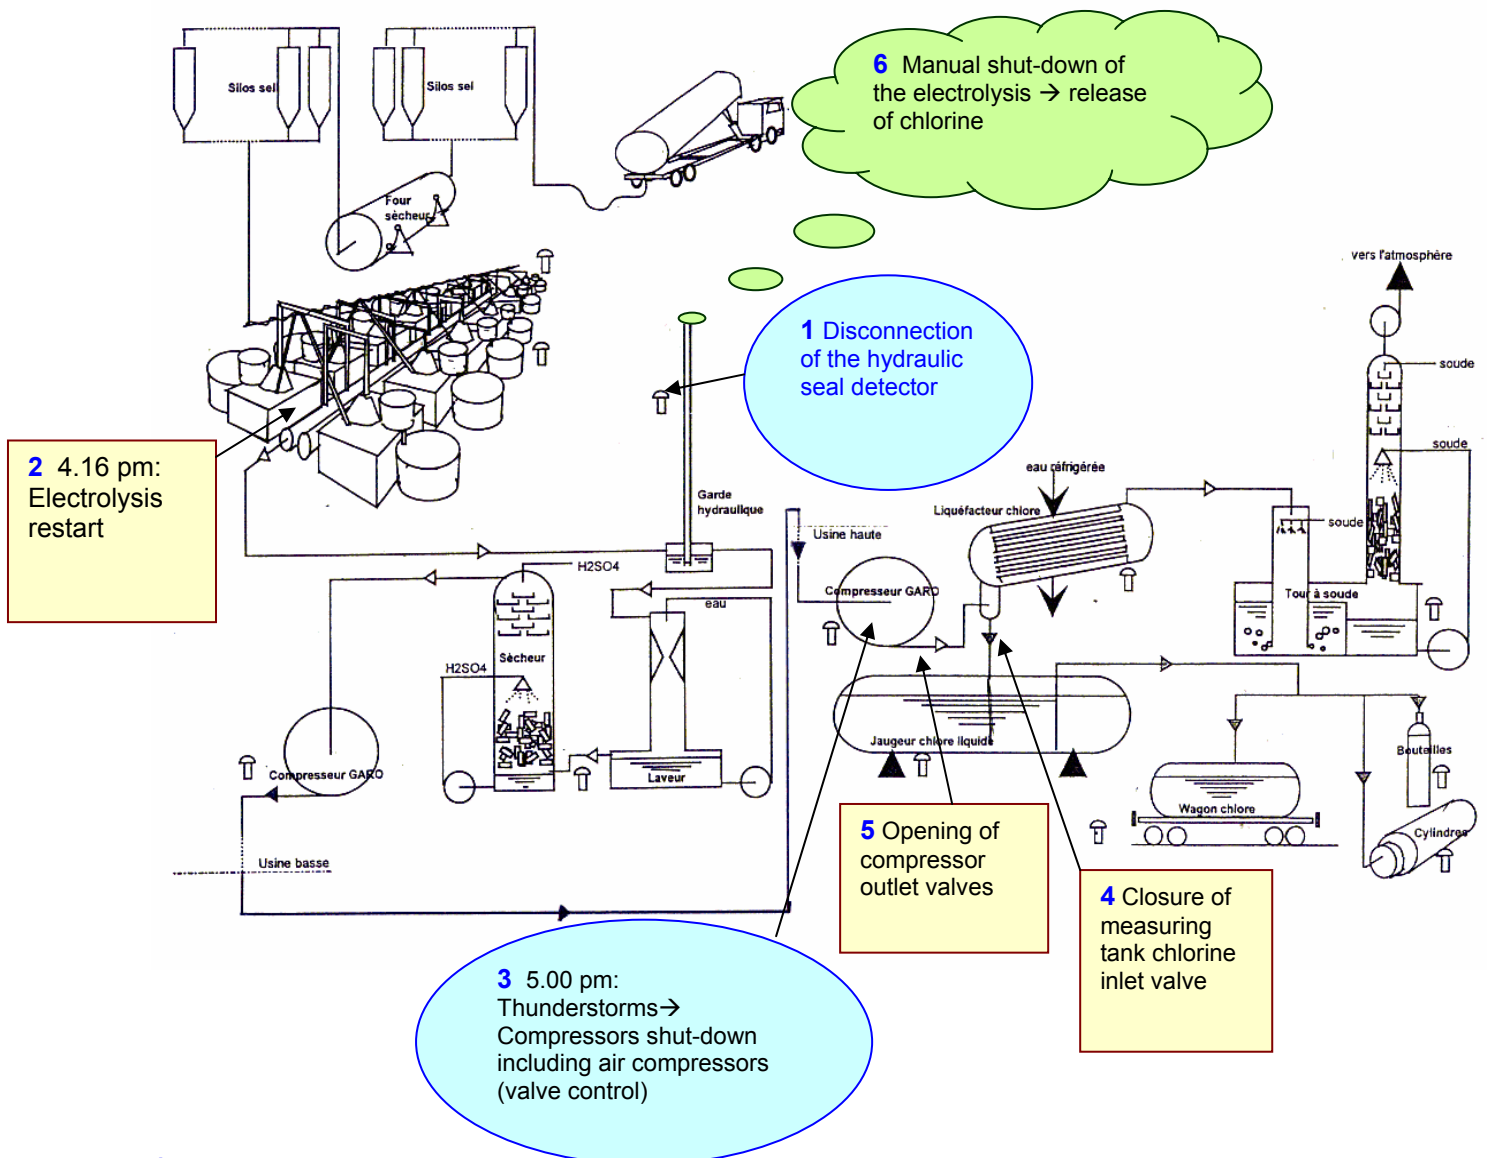 Silos sel
Silos sel
6 Manual shut-down of
the electrolysis → release
of chlorine
Four
sècheur
vers l'atmosphère
1 Disconnection
of the hydraulic
seal detector
soude
soude
soude
2 4.16 pm:
Electrolysis
restart
eau réfrigérée
Garde
hydraulique
Liquéfacteur chlore
Usine haute
H2SO4
Compresseur GARO
eau
Tour à soude
Sècheur
H2SO4
Jaugeur chlore liquide
Bouteilles
Compresseur GARO
Laveur
Wagon chlore
Cylindres
Usine basse
5 Opening of
compressor
outlet valves
4 Closure of
measuring
tank chlorine
inlet valve
3 5.00 pm:
Thunderstorms→
Compressors shut-down
including air compressors
(valve control)